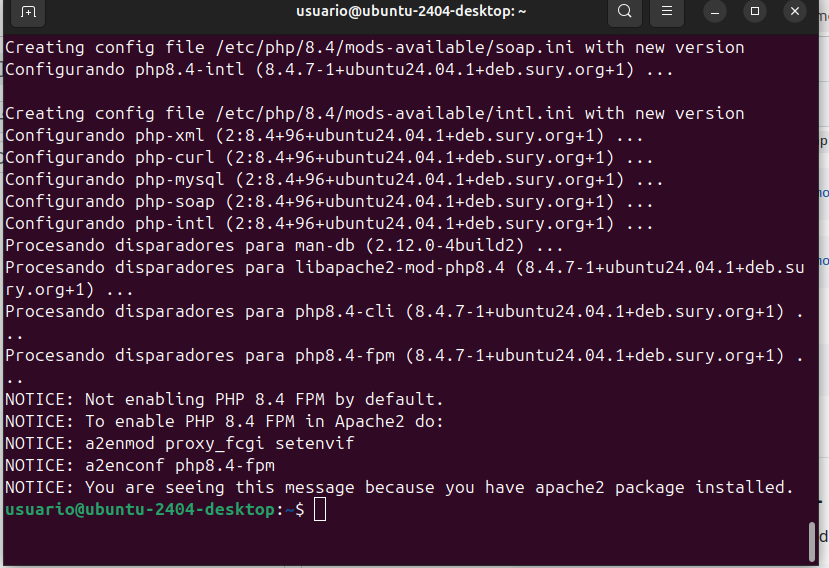 usuario@ubuntu-2404-desktop: ~
Creating config file /etc/php/8.4/mods-available/soap.ini with new version
Configurando php8.4-intl (8.4.7-1+ubuntu24.04.1+deb.sury.org+1) ...

Creating config file /etc/php/8.4/mods-available/intl.ini with new version
Configurando php-xml (2:8.4+96+ubuntu24.04.1+deb.sury.org+1) ...
Configurando php-curl (2:8.4+96+ubuntu24.04.1+deb.sury.org+1) ...
Configurando php-mysql (2:8.4+96+ubuntu24.04.1+deb.sury.org+1) ...
Configurando php-soap (2:8.4+96+ubuntu24.04.1+deb.sury.org+1) ...
Configurando php-intl (2:8.4+96+ubuntu24.04.1+deb.sury.org+1) ...
Procesando disparadores para man-db (2.12.0-4build2) ...
Procesando disparadores para libapache2-mod-php8.4 (8.4.7-1+ubuntu24.04.1+deb.su
ry.org+1) ...
Procesando disparadores para php8.4-cli (8.4.7-1+ubuntu24.04.1+deb.sury.org+1) .
..
Procesando disparadores para php8.4-fpm (8.4.7-1+ubuntu24.04.1+deb.sury.org+1) .
..
NOTICE: Not enabling PHP 8.4 FPM by default.
NOTICE: To enable PHP 8.4 FPM in Apache2 do:
NOTICE: a2enmod proxy_fcgi setenvif
NOTICE: a2enconf php8.4-fpm
NOTICE: You are seeing this message because you have apache2 package installed.
usuario@ubuntu-2404-desktop:~$